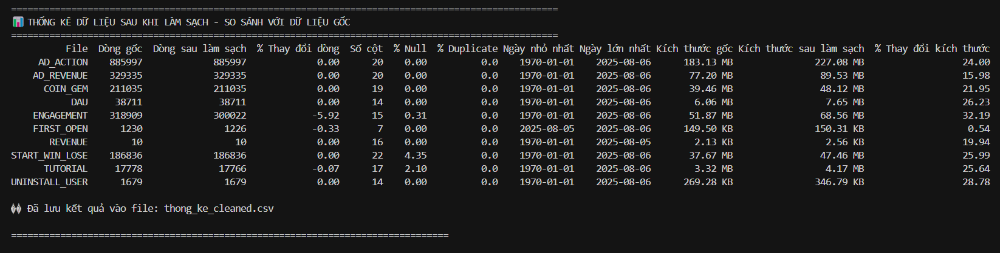 ====================================================================================================
📊 THỐNG KÊ DỮ LIỆU SAU KHI LÀM SẠCH - SO SÁNH VỚI DỮ LIỆU GỐC
====================================================================================================
File Dòng gốc Dòng sau làm sạch % Thay đổi dòng Số cột % Null % Duplicate Ngày nhỏ nhất Ngày lớn nhất Kích thước gốc Kích thước sau làm sạch % Thay đổi kích thước
AD_ACTION 885997 885997 0.00 20 0.00 0.0 1970-01-01 2025-08-06 183.13 MB 227.08 MB 24.00
AD_REVENUE 329335 329335 0.00 20 0.00 0.0 1970-01-01 2025-08-06 77.20 MB 89.53 MB 15.98
COIN_GEM 211035 211035 0.00 19 0.00 0.0 1970-01-01 2025-08-06 39.46 MB 48.12 MB 21.95
DAU 38711 38711 0.00 14 0.00 0.0 1970-01-01 2025-08-06 6.06 MB 7.65 MB 26.23
ENGAGEMENT 318909 300022 -5.92 15 0.31 0.0 1970-01-01 2025-08-06 51.87 MB 68.56 MB 32.19
FIRST_OPEN 1230 1226 -0.33 7 0.00 0.0 2025-08-05 2025-08-06 149.50 KB 150.31 KB 0.54
REVENUE 10 10 0.00 16 0.00 0.0 1970-01-01 2025-08-05 2.13 KB 2.56 KB 19.94
START_WIN_LOSE 186836 186836 0.00 22 4.35 0.0 1970-01-01 2025-08-06 37.67 MB 47.46 MB 25.99
TUTORIAL 17778 17766 -0.07 17 2.10 0.0 1970-01-01 2025-08-06 3.32 MB 4.17 MB 25.64
UNINSTALL_USER 1679 1679 0.00 14 0.00 0.0 1970-01-01 2025-08-06 269.28 KB 346.79 KB 28.78
�� Đã lưu kết quả vào file: thong_ke_cleaned.csv
================================================================================